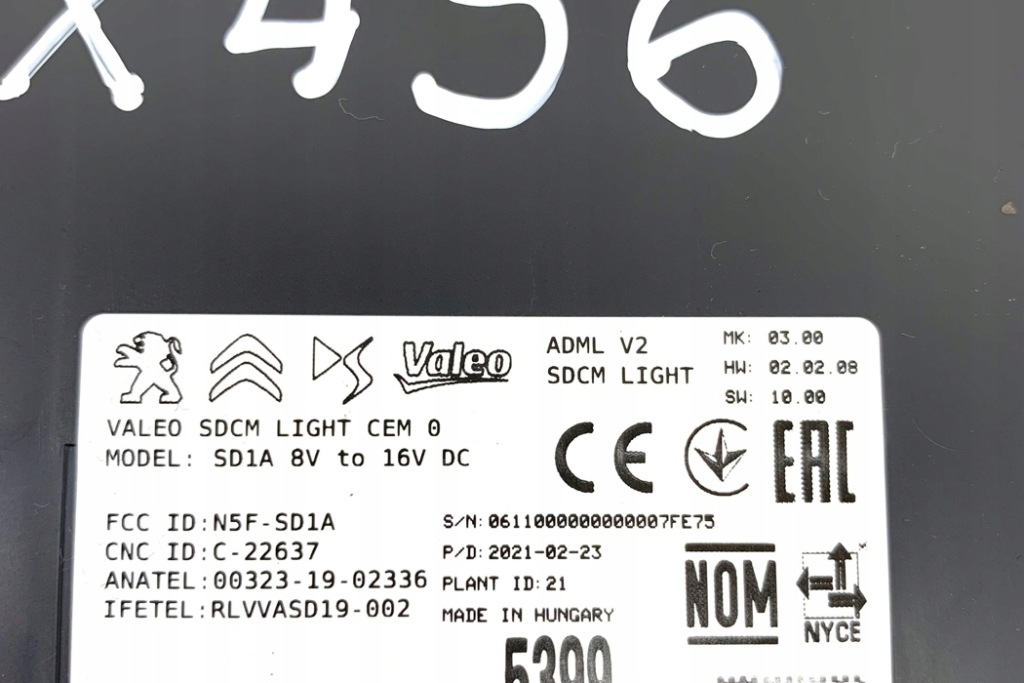 X456
Valeo
ADML V2
SDCM LIGHT
MK: 03.00
HW: 02.02.08
SW: 10.00
VALEO SDCM LIGHT CEM 0
MODEL: SD1A 8V to 16V DC
CE
EAC
FCC ID:N5F-SD1A
CNC ID:C-22637
ANATEL:00323-19-02336
IFETEL:RLVVASD19-002
S/N:0611000000000007FE75
P/D:2021-02-23
PLANT ID:21
MADE IN HUNGARY
NOM
NYCE